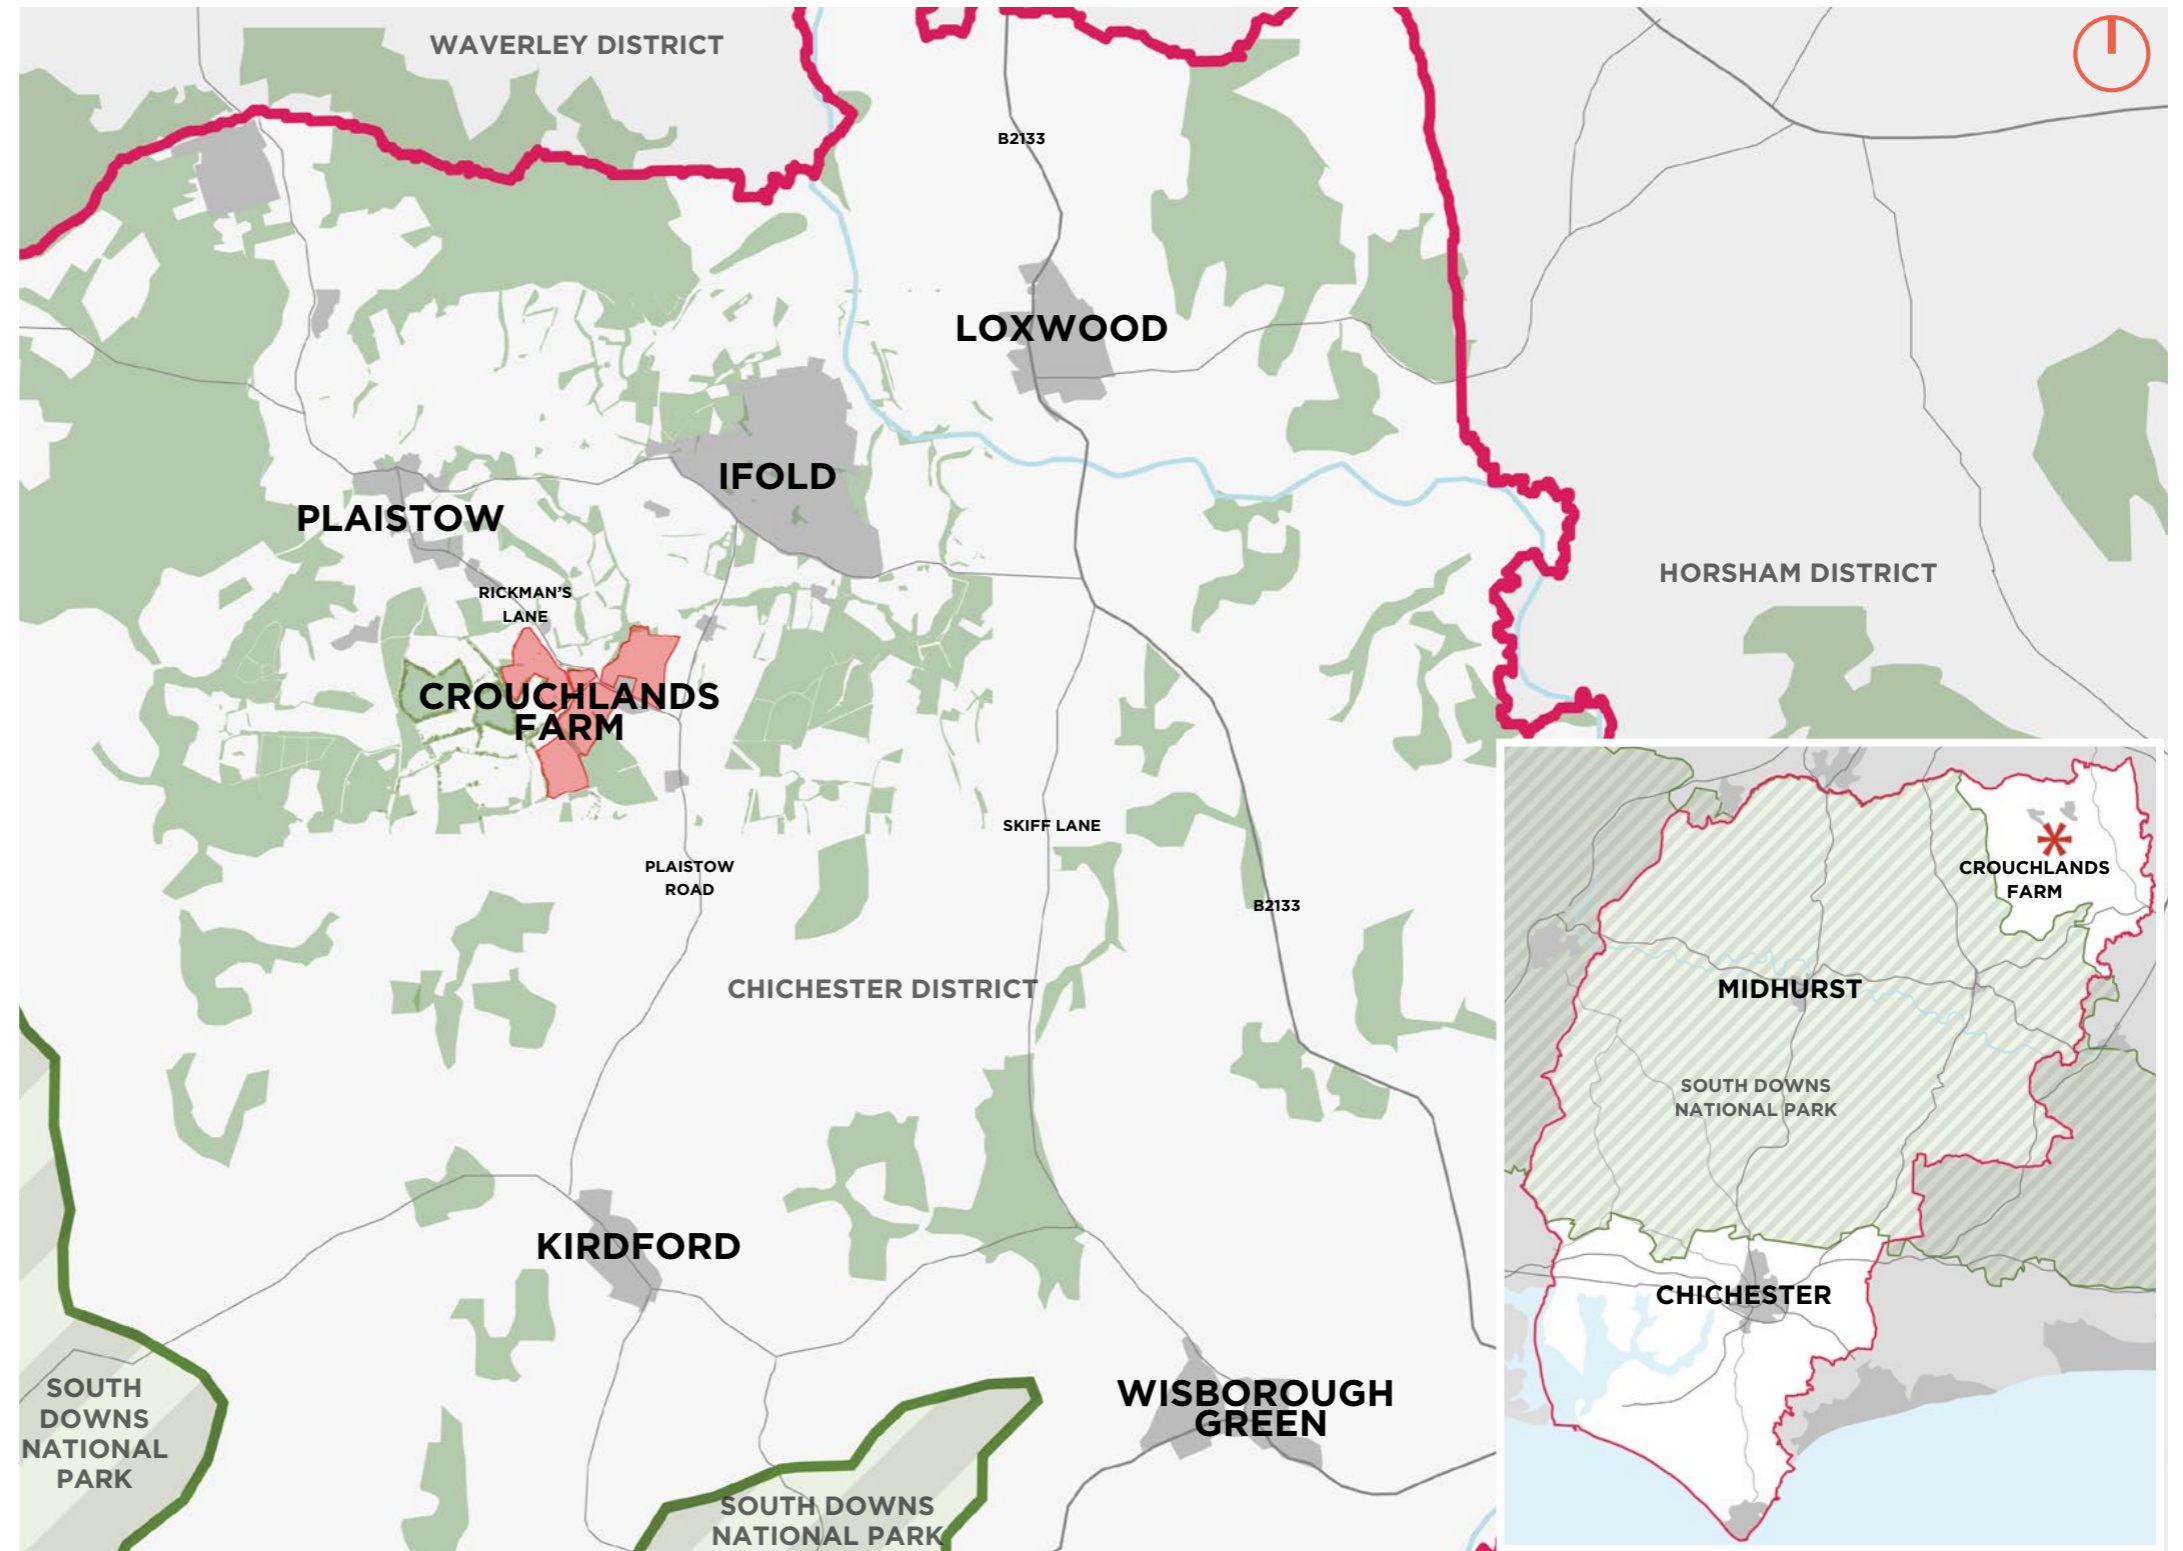 WAVERLEY DISTRICT
B2133
LOXWOOD
IFOLD
PLAISTOW
HORSHAM DISTRICT
RICKMAN'S
LANE
CROUCHLANDS
FARM
SKIFF LANE
PLAISTOW
ROAD
B2133
CHICHESTER DISTRICT
KIRDFORD
WISBOROUGH
GREEN
SOUTH
DOWNS
NATIONAL
PARK
SOUTH DOWNS
NATIONAL PARK
CROUCHLANDS
FARM
MIDHURST
SOUTH DOWNS
NATIONAL PARK
CHICHESTER